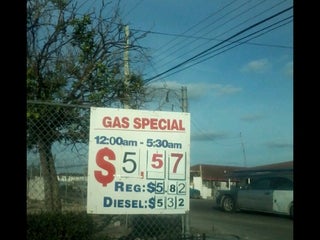 GAS SPECIAL
12:00am - 5:30am
$5.57
REG:$5.82
DIESEL:$5.32